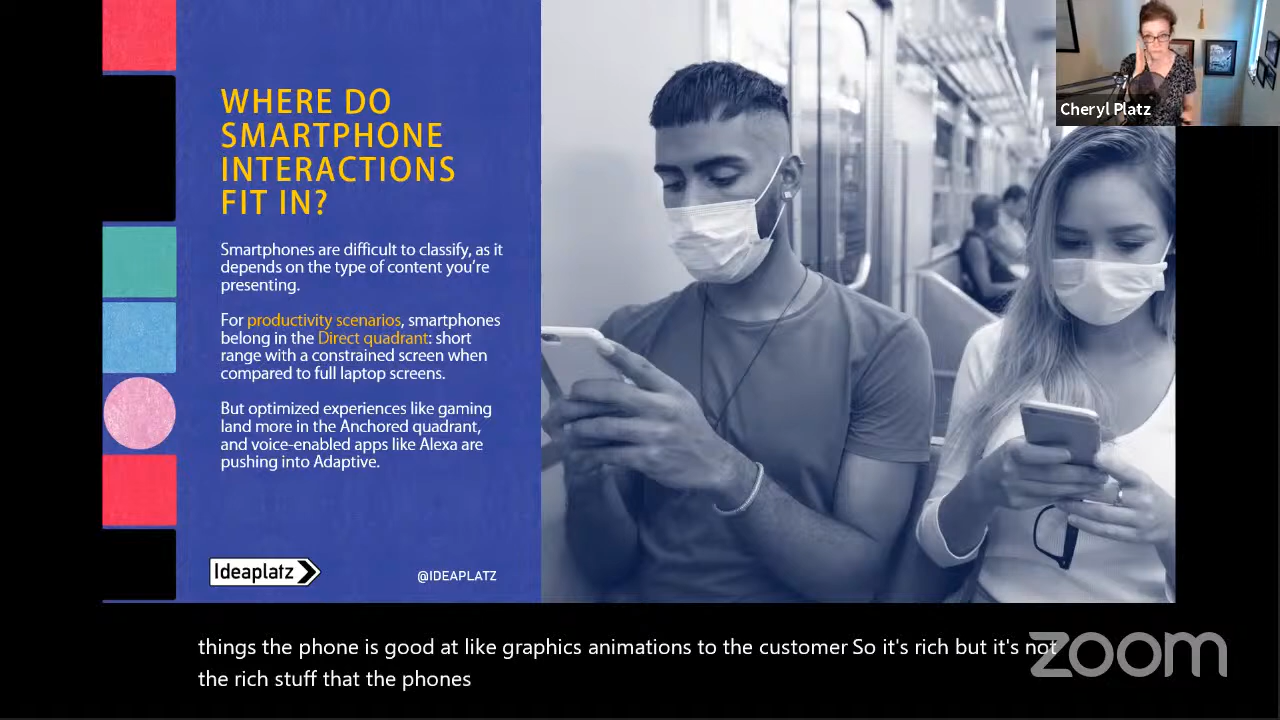 WHERE DO
SMARTPHONE
INTERACTIONS
FIT IN?
Smartphones are difficult to classify, as it
depends on the type of content you're
presenting.
For productivity scenarios, smartphones
belong in the Direct quadrant: short
range with a constrained screen when
compared to full laptop screens.
But optimized experiences like gaming
land more in the Anchored quadrant,
and voice-enabled apps like Alexa are
pushing into Adaptive.
Ideaplatz
@IDEAPLATZ
Cheryl Platz
things the phone is good at like graphics animations to the customer So it's rich but it's not
the rich stuff that the phones
zoom